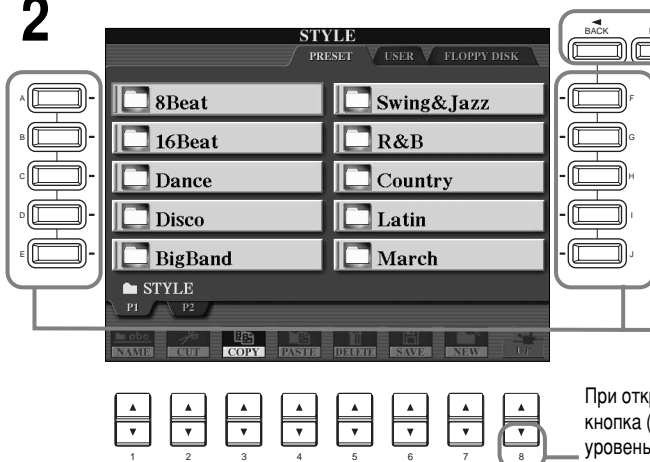 2
STYLE
BACK
PRESET USER FLOPPY DISK
A 8Beat Swing&Jazz F
B 16Beat R&B G
C Dance Country H
D Disco Latin I
E BigBand March J
STYLE
P1 P2
abc
NAME CUT COPY PASTE DELETE SAVE NEW UP
При откр
кнопка (
уровень
1 2 3 4 5 6 7 8